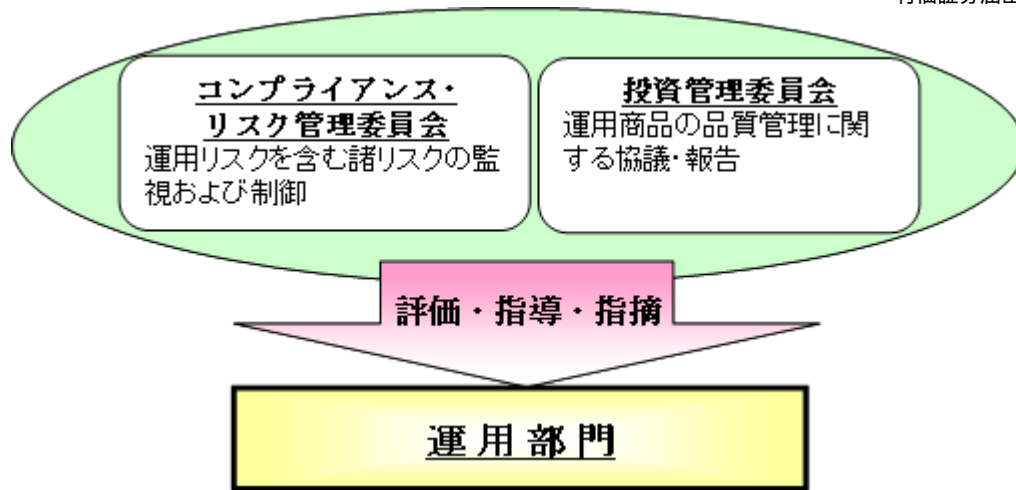 コンプライアンス・
リスク管理委員会
運用リスクを含む諸リスクの監
視および制御
投資管理委員会
運用商品の品質管理に関
する協議・報告
評価・指導・指摘
運用部門